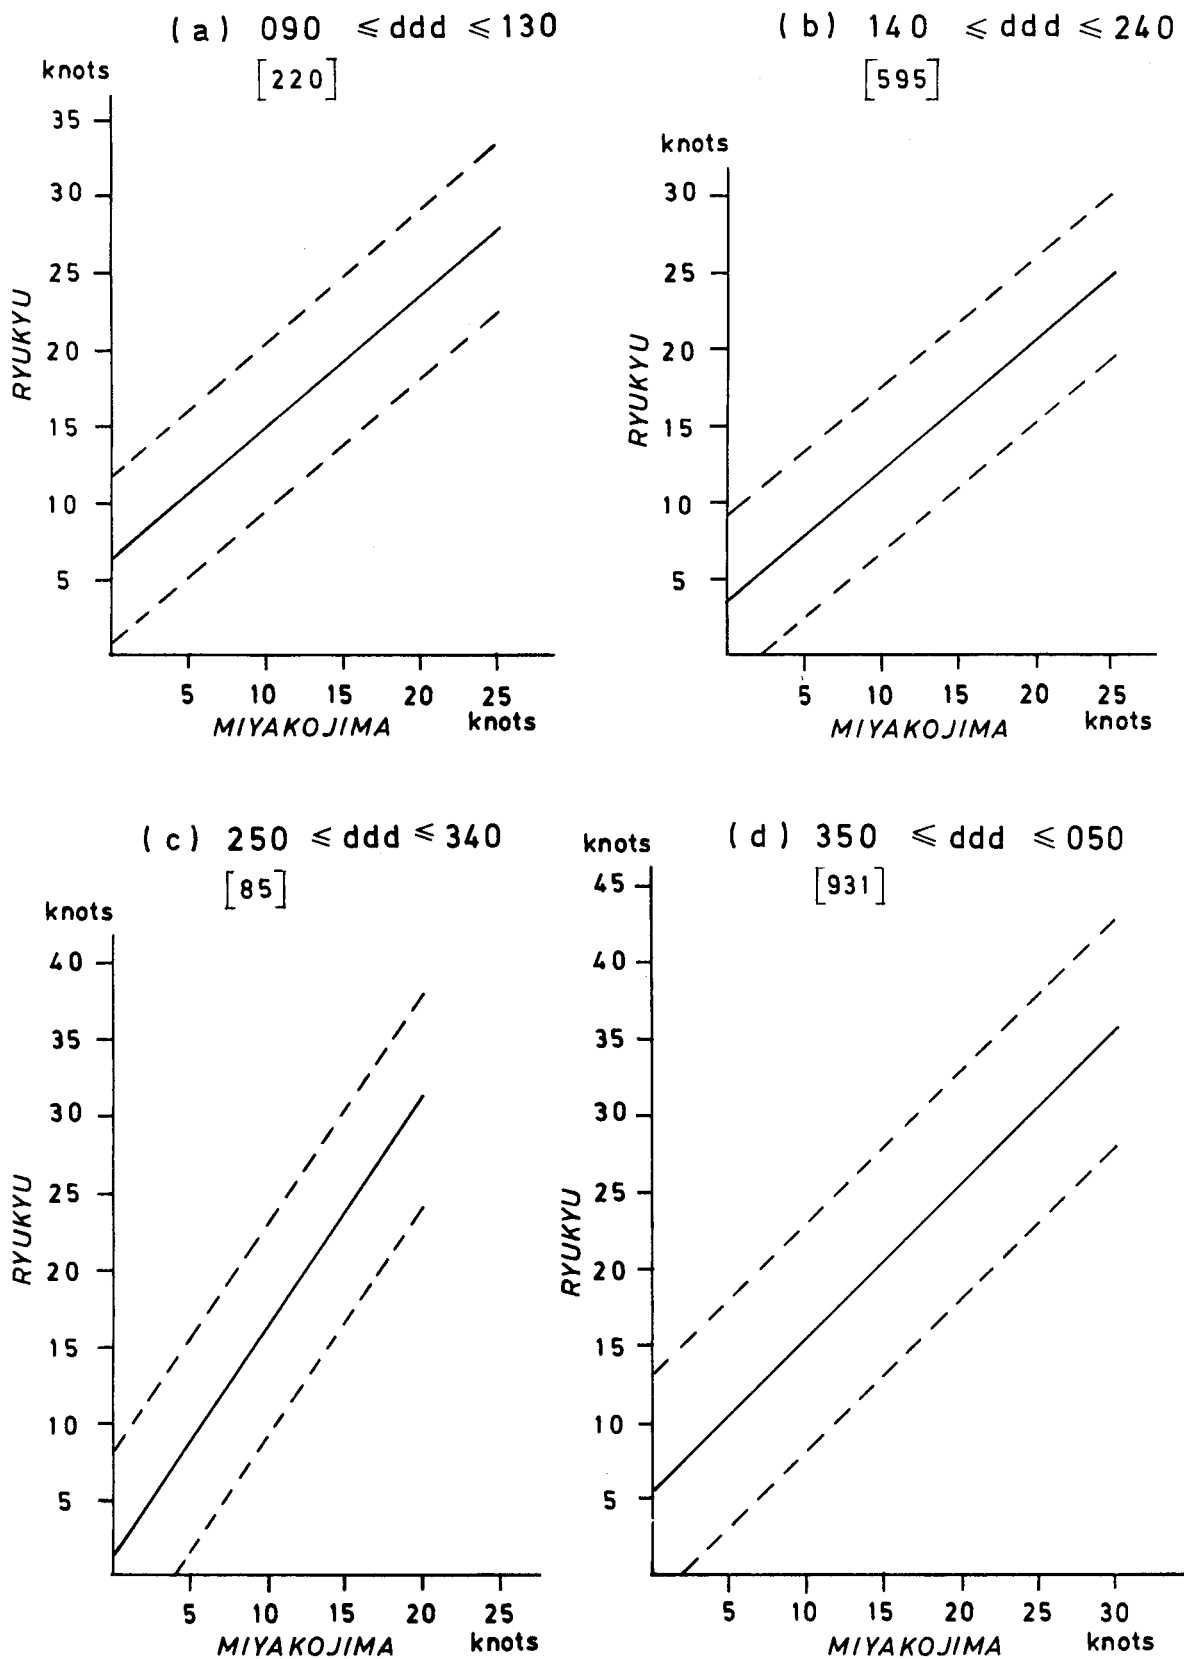 (a) 090 ≤ ddd ≤ 130
[220]
knots
35
30
25
20
15
10
5
RYUKYU
5 10 15 20 25
MIYAKOJIMA knots
(b) 140 ≤ ddd ≤ 240
[595]
knots
30
25
20
15
10
5
RYUKYU
5 10 15 20 25
MIYAKOJIMA knots
(c) 250 ≤ ddd ≤ 340
[85]
knots
40
35
30
25
20
15
10
5
RYUKYU
5 10 15 20 25
MIYAKOJIMA knots
(d) 350 ≤ ddd ≤ 050
[931]
knots
45
40
35
30
25
20
15
10
5
RYUKYU
5 10 15 20 25 30
MIYAKOJIMA knots